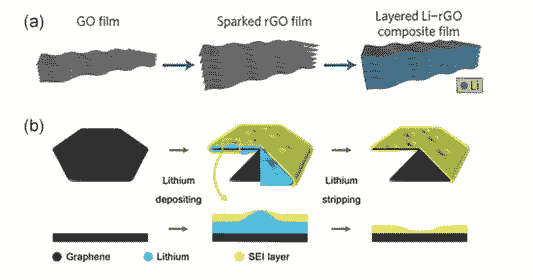 (a)
GO film
Sparked rGO film
Layered Li-rGO
composite film
Li
(b)
Lithium
depositing
Lithium
stripping
Graphene
Lithium
SEI layer